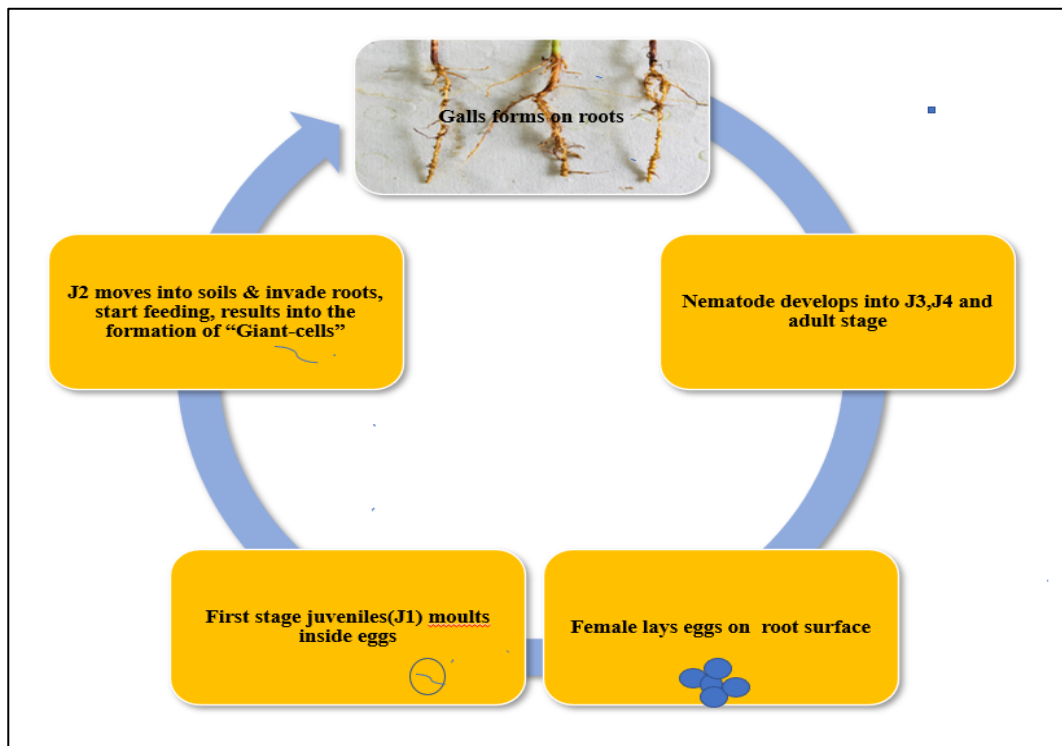 Galls forms on roots
J2 moves into soils & invade roots,
start feeding, results into the
formation of “Giant-cells”
Nematode develops into J3,J4 and
adult stage
First stage juveniles(J1) moults
inside eggs
Female lays eggs on root surface